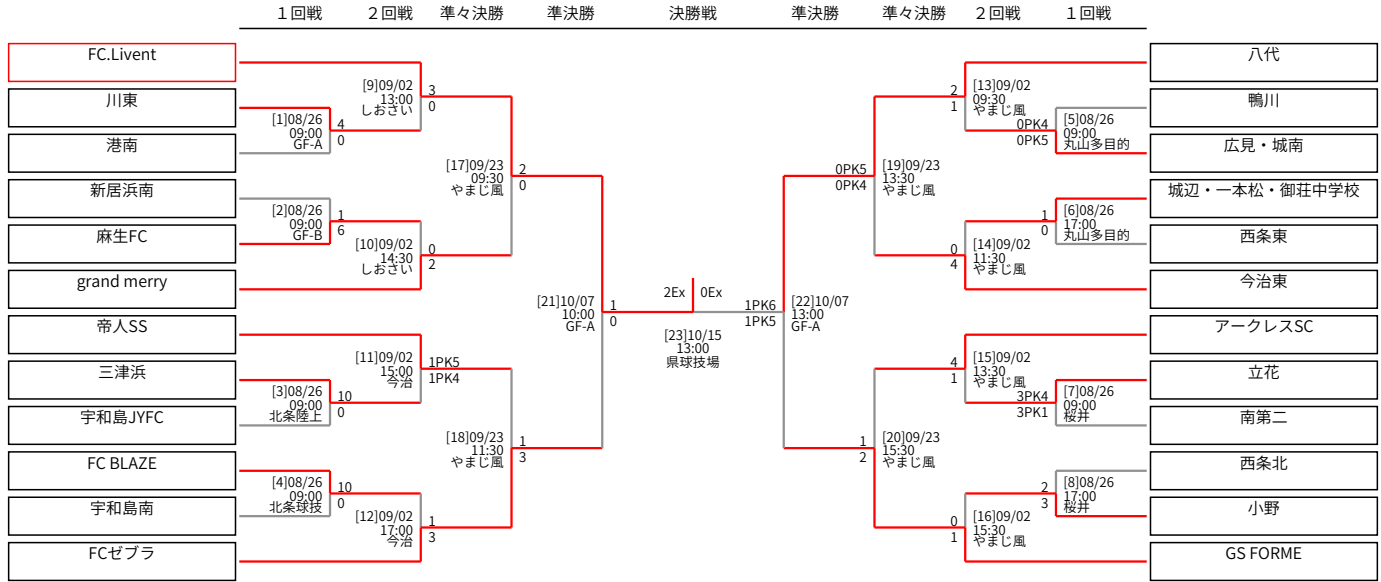 １回戦 ２回戦 準々決勝 準決勝 決勝戦 準決勝 準々決勝 ２回戦 １回戦
FC.Livent
川東
港南
新居浜南
麻生FC
grand merry
帝人SS
三津浜
宇和島JYFC
FC BLAZE
宇和島南
FCゼブラ
[1]08/26
09:00
GF-A
4
0
[2]08/26
09:00
GF-B
1
6
[3]08/26
09:00
北条陸上
10
0
[4]08/26
09:00
北条球技
10
0
[9]09/02
13:00
しおさい
3
0
[10]09/02
14:30
しおさい
0
2
[11]09/02
15:00
今治
1PK5
1PK4
[12]09/02
17:00
今治
1
3
[17]09/23
09:30
やまじ風
2
0
[18]09/23
11:30
やまじ風
1
3
[21]10/07
10:00
GF-A
1
0
2Ex 0Ex
[23]10/15
13:00
県球技場
1PK6
1PK5
[22]10/07
13:00
GF-A
0PK5
0PK4
[19]09/23
13:30
やまじ風
1
2
[20]09/23
15:30
やまじ風
2
1
[13]09/02
09:30
やまじ風
0
4
[14]09/02
11:30
やまじ風
4
1
[15]09/02
13:30
やまじ風
0
1
[16]09/02
15:30
やまじ風
0PK4
0PK5
[5]08/26
09:00
丸山多目的
1
0
[6]08/26
17:00
丸山多目的
3PK4
3PK1
[7]08/26
09:00
桜井
2
3
[8]08/26
17:00
桜井
八代
鴨川
広見・城南
城辺・一本松・御荘中学校
西条東
今治東
アークレスSC
立花
南第二
西条北
小野
GS FORME